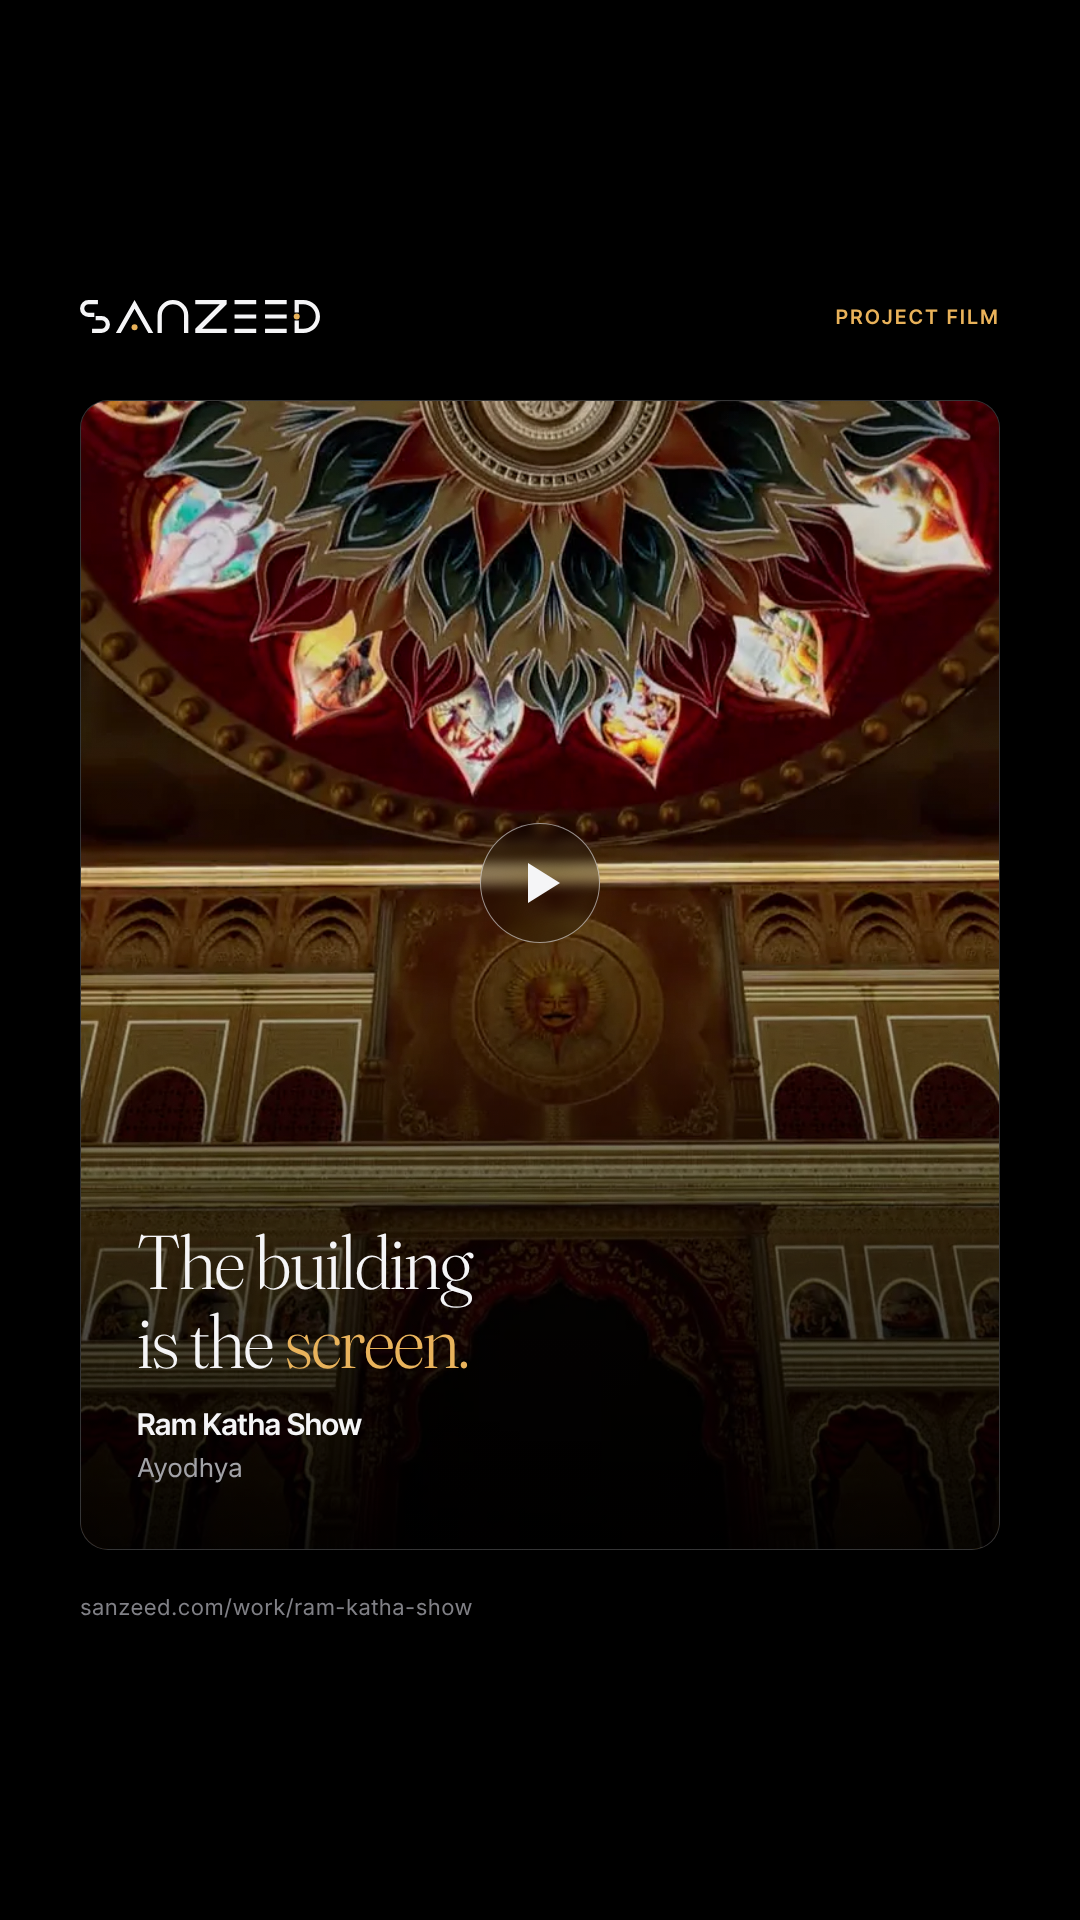 SANZEED
PROJECT FILM
The building
is the screen.
Ram Katha Show
Ayodhya
sanzeed.com/work/ram-katha-show